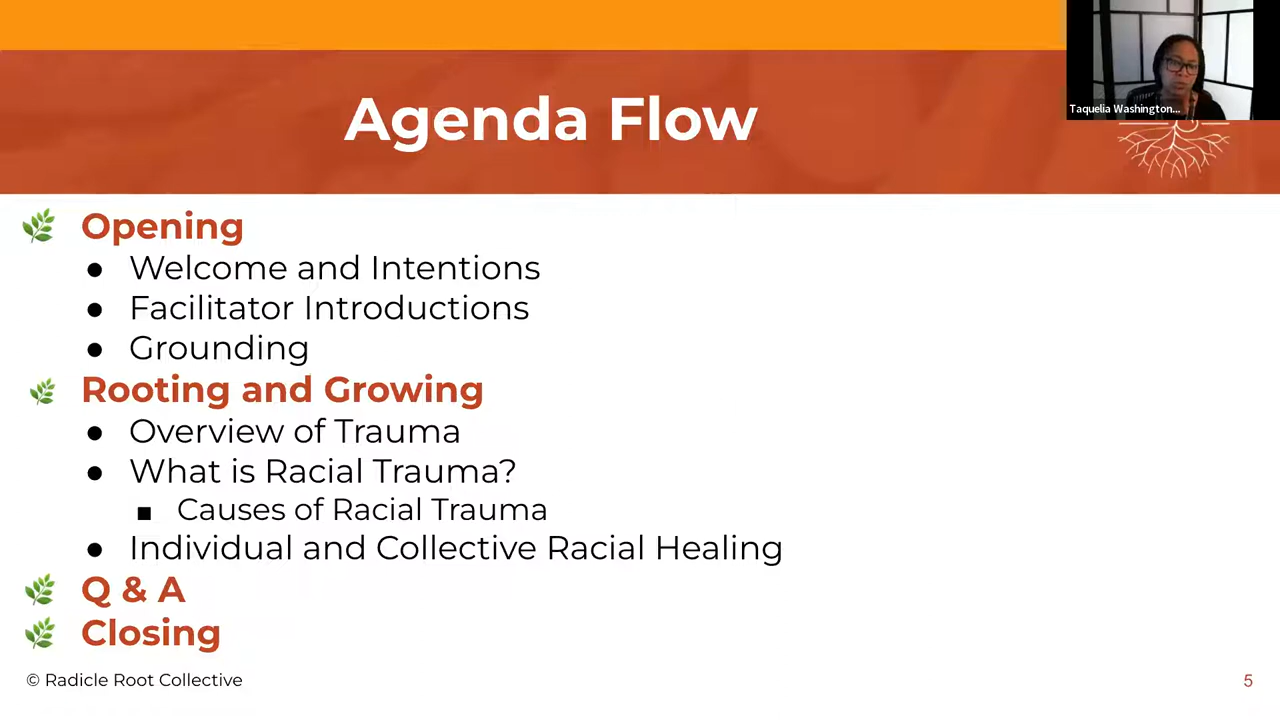 Agenda Flow
Taquelia Washington...
Opening
● Welcome and Intentions
● Facilitator Introductions
● Grounding
Rooting and Growing
● Overview of Trauma
● What is Racial Trauma?
■ Causes of Racial Trauma
● Individual and Collective Racial Healing
Q & A
Closing
© Radicle Root Collective
5